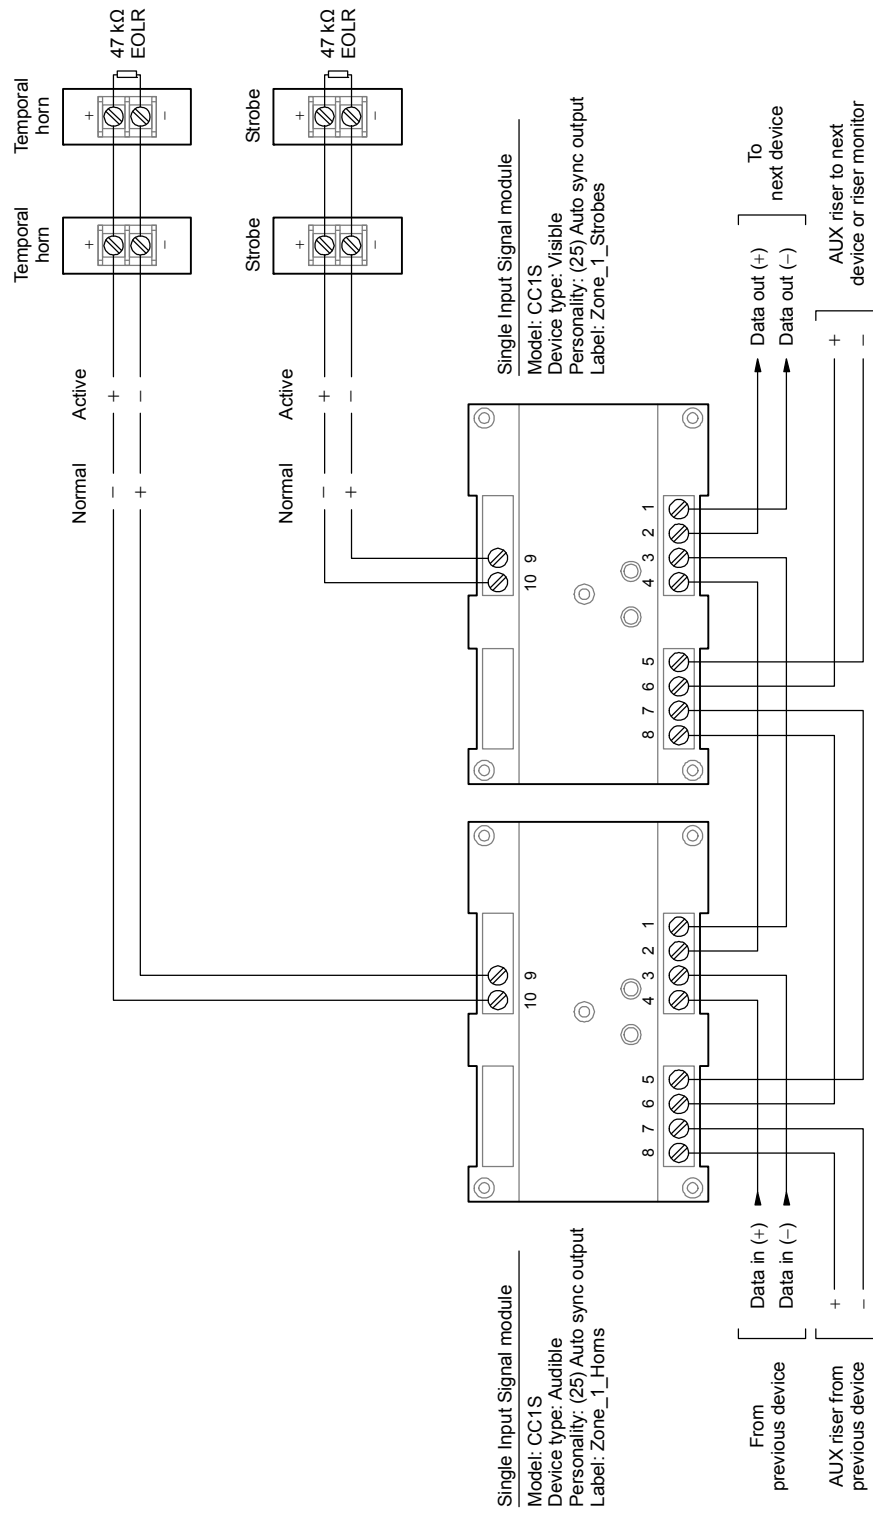 Temporal
horn
Temporal
horn
47 kΩ
EOLR
+
–
+
–
Normal
Active
–
+
+
–
Strobe
Strobe
47 kΩ
EOLR
+
–
+
–
Normal
Active
–
+
+
–
Single Input Signal module
Model: CC1S
Device type: Audible
Personality: (25) Auto sync output
Label: Zone_1_Horns
10 9
8 7 6 5 4 3 2 1
Single Input Signal module
Model: CC1S
Device type: Visible
Personality: (25) Auto sync output
Label: Zone_1_Strobes
10 9
8 7 6 5 4 3 2 1
From
previous device
Data in (+)
Data in (–)
Data out (+)
Data out (–)
To
next device
AUX riser from
previous device
+
–
+
–
AUX riser to next
device or riser monitor